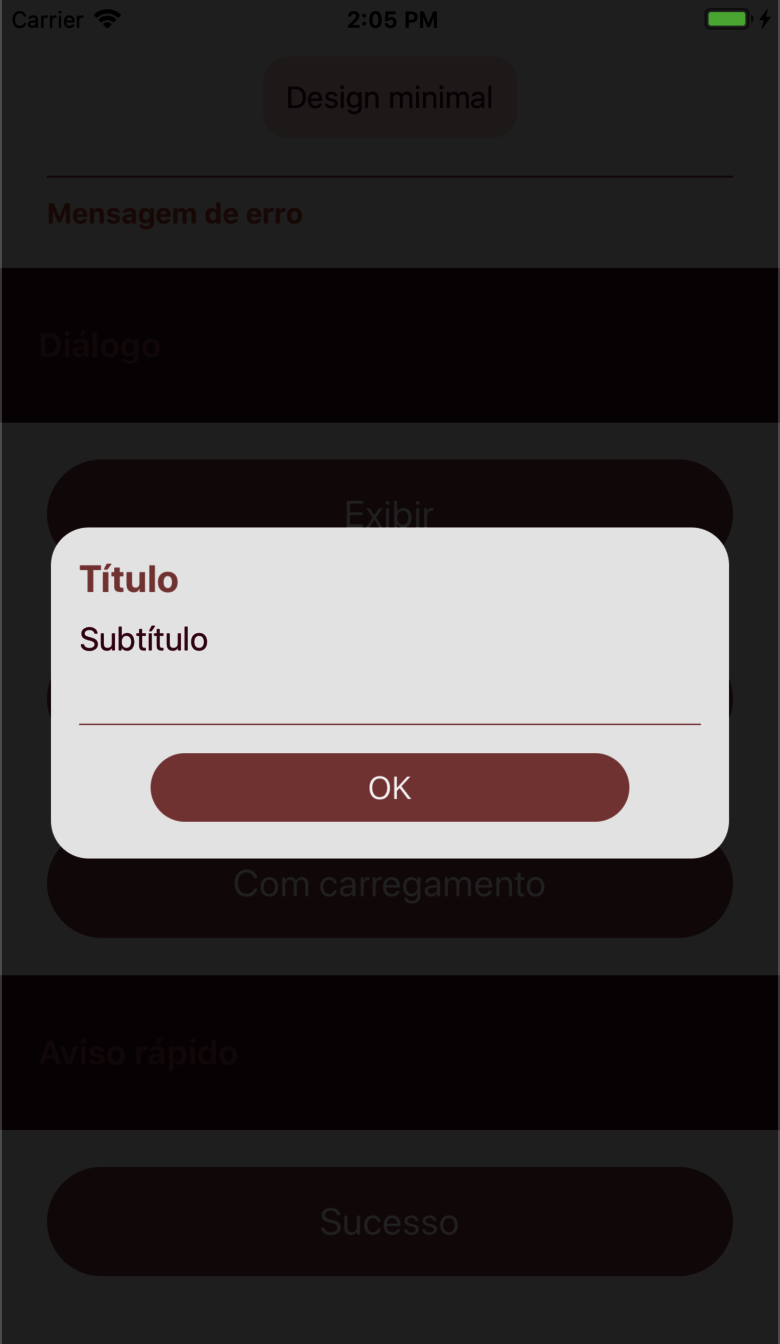 Carrier 2:05 PM
Design minimal
Mensagem de erro
Diálogo
Exibir
Título
Subtítulo
OK
Com carregamento
Aviso rápido
Sucesso